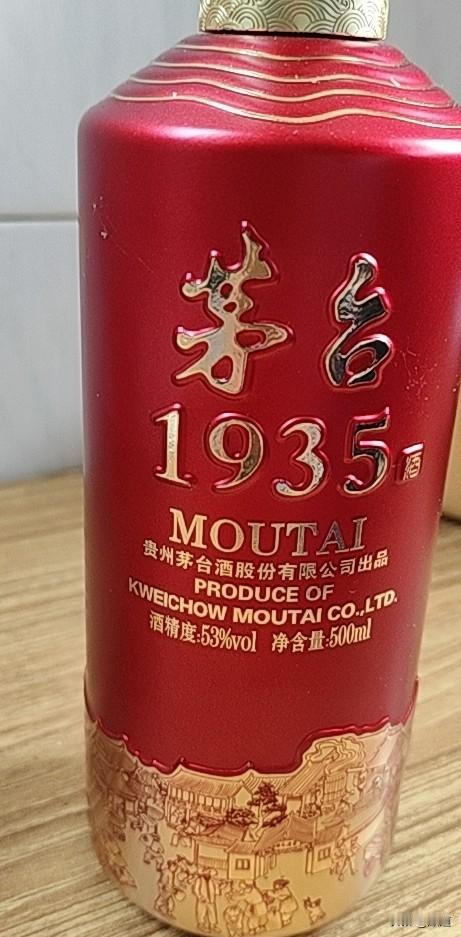 茅台
1935酒
MOUTAI
贵州茅台酒股份有限公司出品
PRODUCE OF
KWEICHOW MOUTAI CO.,LTD.
酒精度:53%vol 净含量:500ml